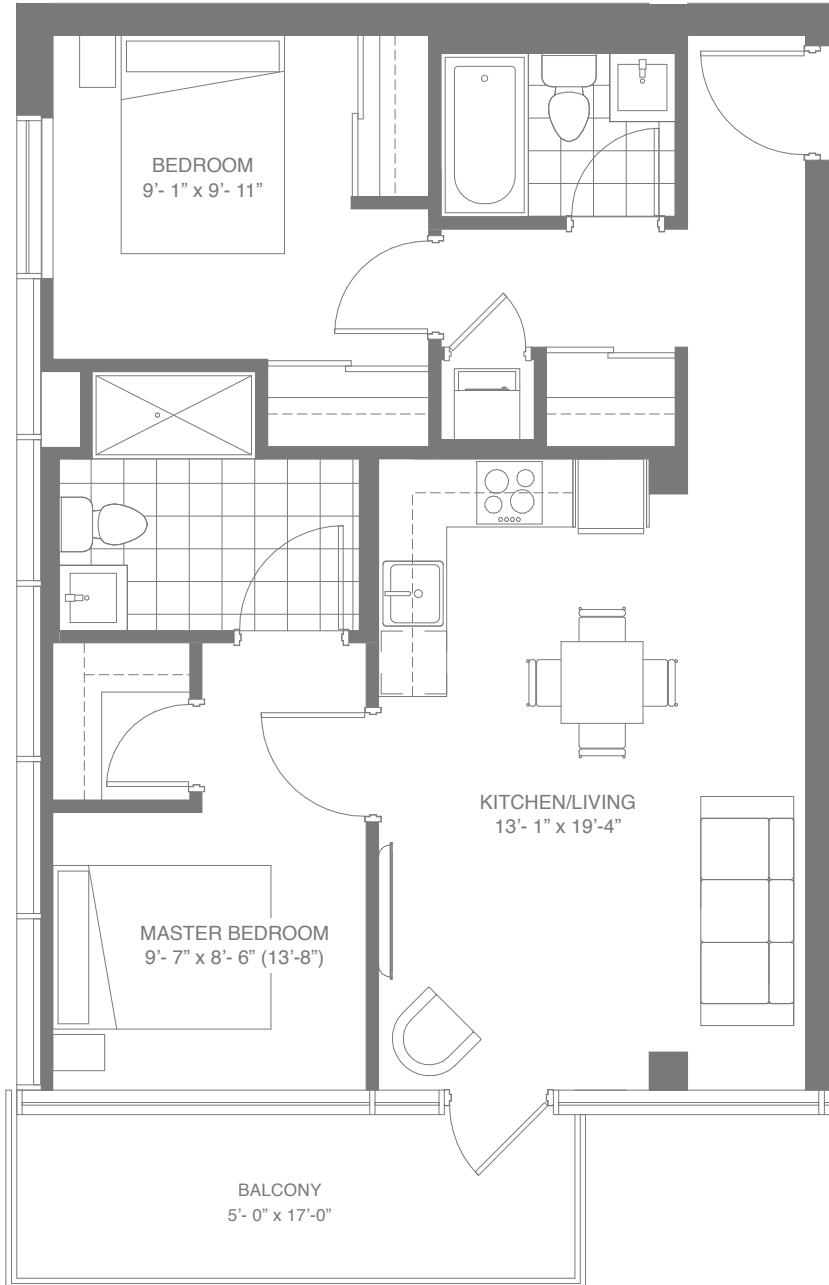 BEDROOM
9’- 1” x 9’- 11”
KITCHEN/LIVING
13’- 1” x 19’-4”
MASTER BEDROOM
9’- 7” x 8’- 6” (13’-8”)
BALCONY
5’- 0” x 17’-0”